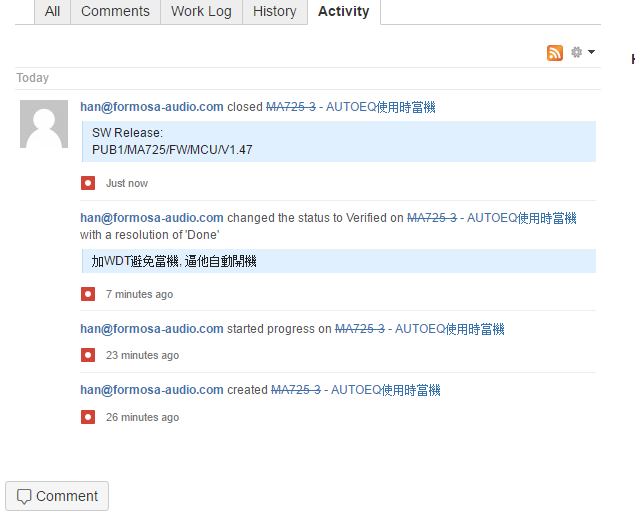 All Comments Work Log History Activity
Today
han@formosa-audio.com closed MA725-3 - AUTOEQ使用時當機
SW Release:
PUB1/MA725/FW/MCU/V1.47
Just now
han@formosa-audio.com changed the status to Verified on MA725-3 - AUTOEQ使用時當機
with a resolution of 'Done'
加WDT避免當機, 逼他自動開機
7 minutes ago
han@formosa-audio.com started progress on MA725-3 - AUTOEQ使用時當機
23 minutes ago
han@formosa-audio.com created MA725-3 - AUTOEQ使用時當機
26 minutes ago
Comment